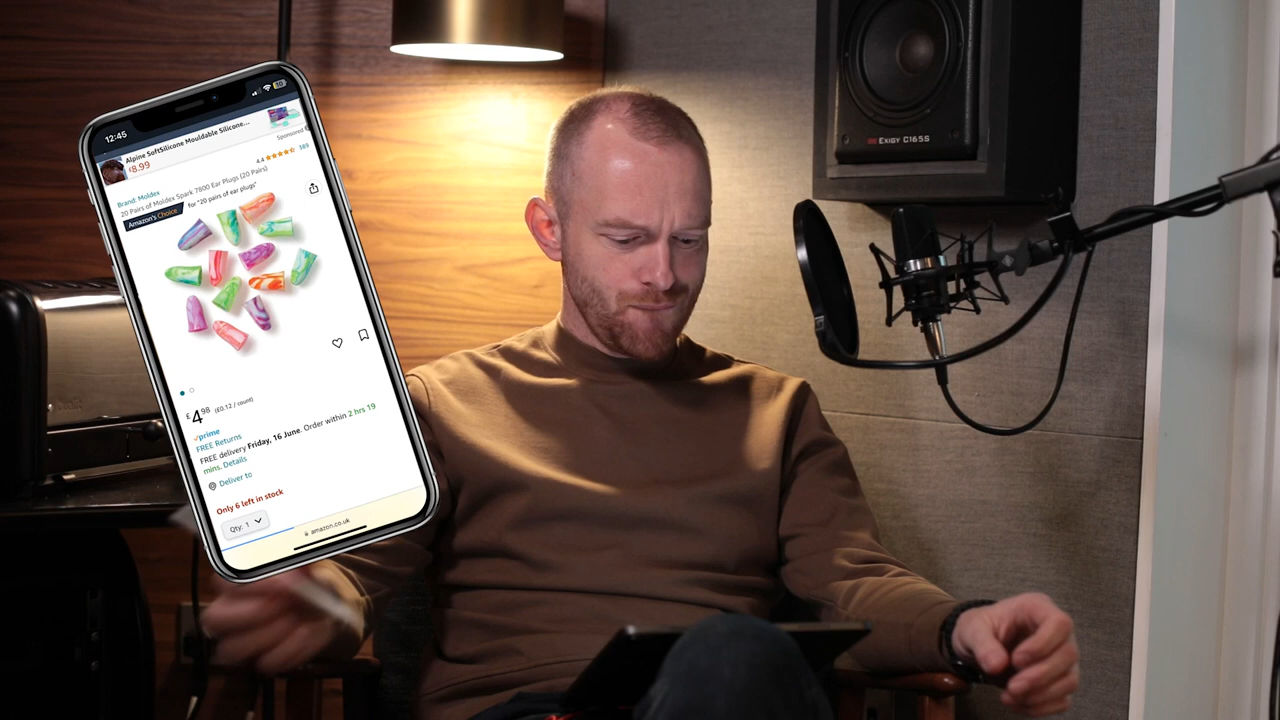 12:45
Alpine SoftSilicone Mouldable Silicone...
£8.99
Sponsored
Brand: Moldex
4.4 389
20 Pairs of Moldex Spark 7800 Ear Plugs (20 Pairs)
Amazon's Choice for "20 pairs of ear plugs"
£4.98 (£0.12 / count)
prime
FREE Returns
FREE delivery Friday, 16 June. Order within 2 hrs 19
mins. Details
Deliver to
Only 6 left in stock
Qty: 1
amazon.co.uk
EXIGY C165S